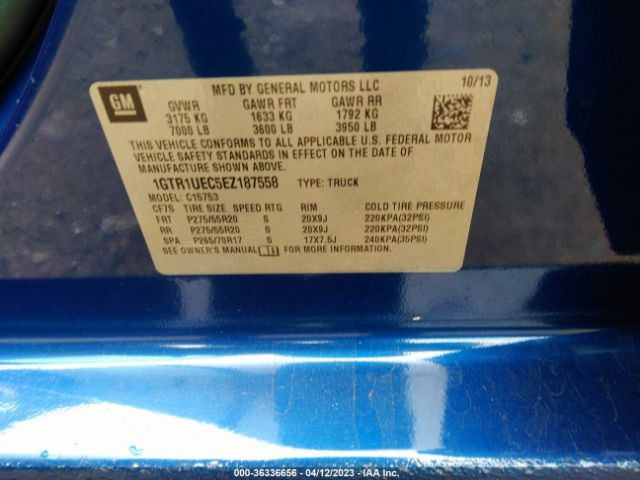 GM
MFD BY GENERAL MOTORS LLC 10/13
GVWR GAWR FRT GAWR RR
3175 KG 1633 KG 1792 KG
7000 LB 3600 LB 3950 LB
THIS VEHICLE CONFORMS TO ALL APPLICABLE U.S. FEDERAL MOTOR
VEHICLE SAFETY STANDARDS IN EFFECT ON THE DATE OF
MANUFACTURE SHOWN ABOVE.
1GTR1UEC5EZ187558 TYPE: TRUCK
MODEL: C15753
CF7S TIRE SIZE SPEED RTG RIM COLD TIRE PRESSURE
FRT P275/55R20 S 20X9J 220KPA(32PSI)
RR P275/55R20 S 20X9J 220KPA(32PSI)
SPA P265/70R17 S 17X7.5J 240KPA(35PSI)
SEE OWNER'S MANUAL FOR MORE INFORMATION.
© 000-36336656 - 04/12/2023 - IAA Inc.